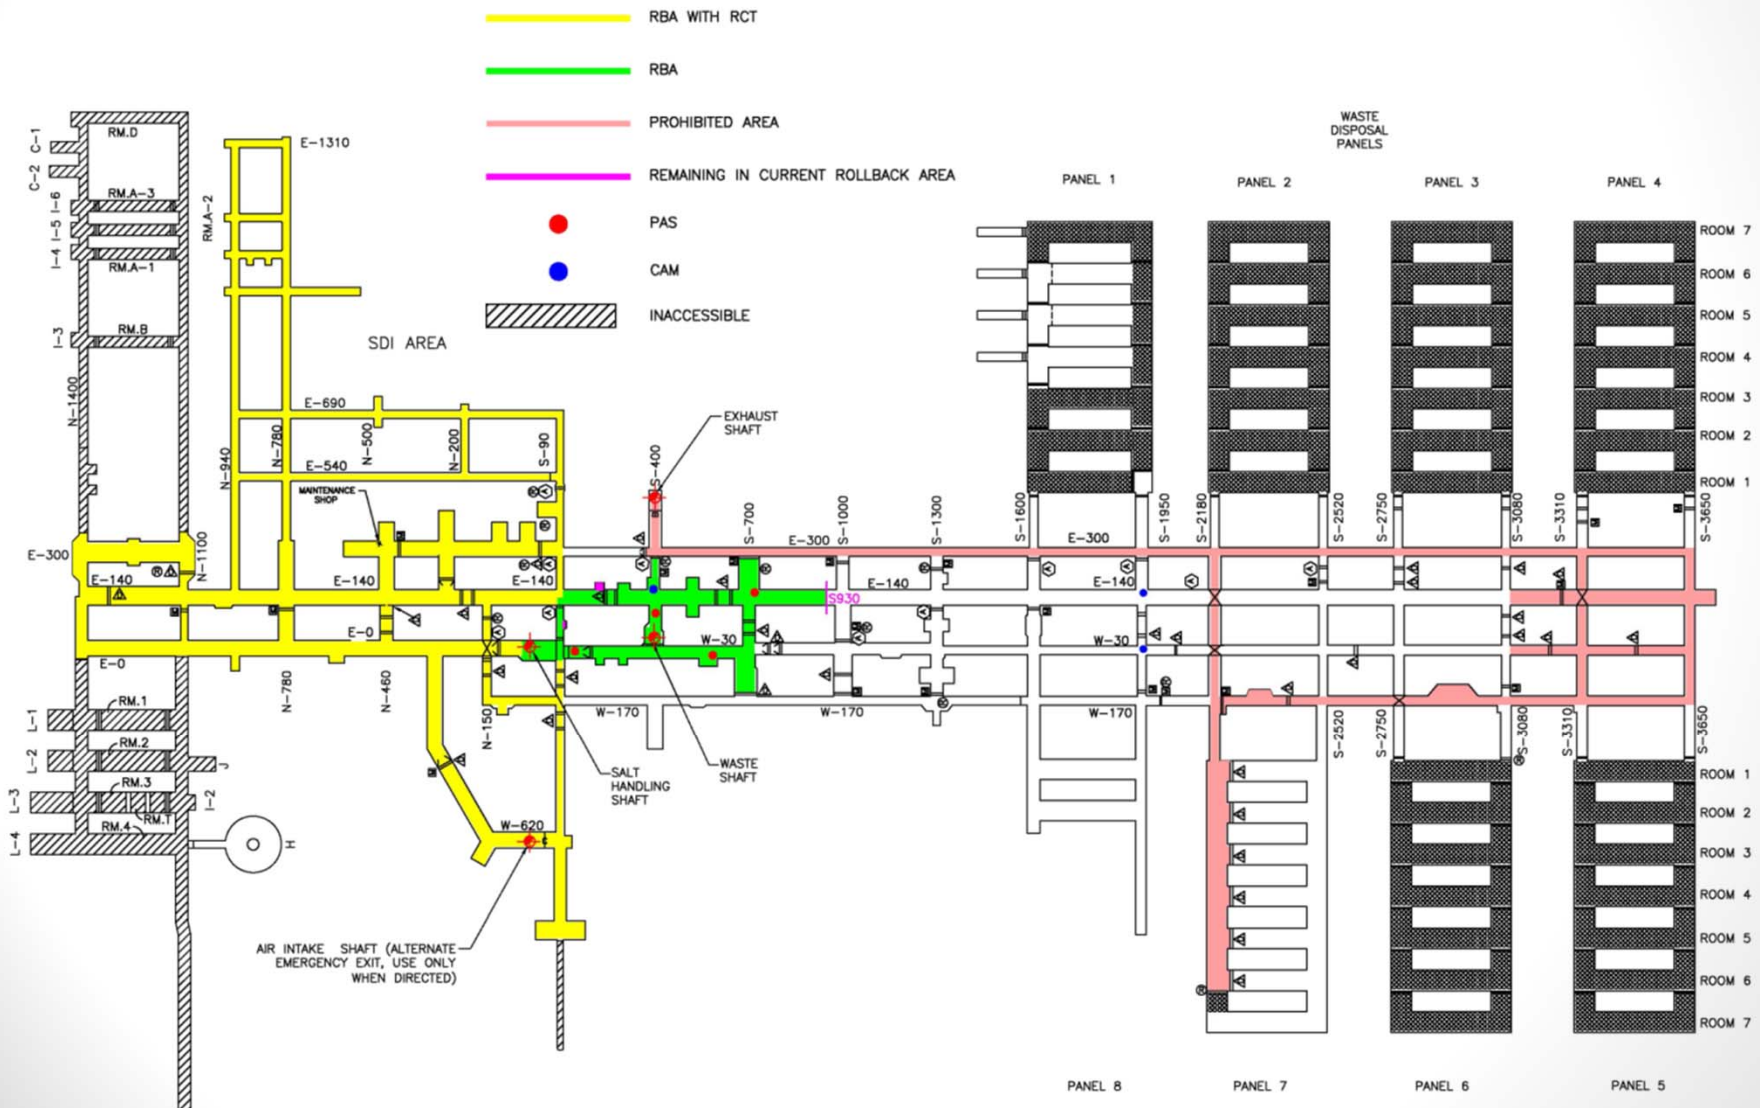 RBA WITH RCT
RBA
PROHIBITED AREA
REMAINING IN CURRENT ROLLBACK AREA
PAS
CAM
INACCESSIBLE
WASTE
DISPOSAL
PANELS
PANEL 1
PANEL 2
PANEL 3
PANEL 4
ROOM 7
ROOM 6
ROOM 5
ROOM 4
ROOM 3
ROOM 2
ROOM 1
C-1
C-2
I-6
I-5
I-4
I-3
RM.D
RM.A-3
RM.A-1
RM.B
RM.A-2
E-1310
SDI AREA
N-1400
E-690
N-940
N-780
N-500
N-200
S-90
E-540
MAINTENANCE
SHOP
EXHAUST
SHAFT
S-400
S-700
S-1000
S-1300
S-1600
S-1950
S-2180
S-2520
S-2750
S-3080
S-3310
S-3650
E-300
N-1100
E-300
E-300
E-140
E-140
E-140
E-140
E-140
S930
E-0
E-0
W-30
W-30
N-780
N-460
N-150
W-170
W-170
W-170
S-2520
S-2750
S-3080
S-3310
S-3650
RM.1
RM.2
RM.3
RM.T
RM.4
L-1
L-2
L-3
L-4
J
I-2
H
SALT
HANDLING
SHAFT
WASTE
SHAFT
W-620
AIR INTAKE SHAFT (ALTERNATE
EMERGENCY EXIT, USE ONLY
WHEN DIRECTED)
ROOM 1
ROOM 2
ROOM 3
ROOM 4
ROOM 5
ROOM 6
ROOM 7
PANEL 8
PANEL 7
PANEL 6
PANEL 5